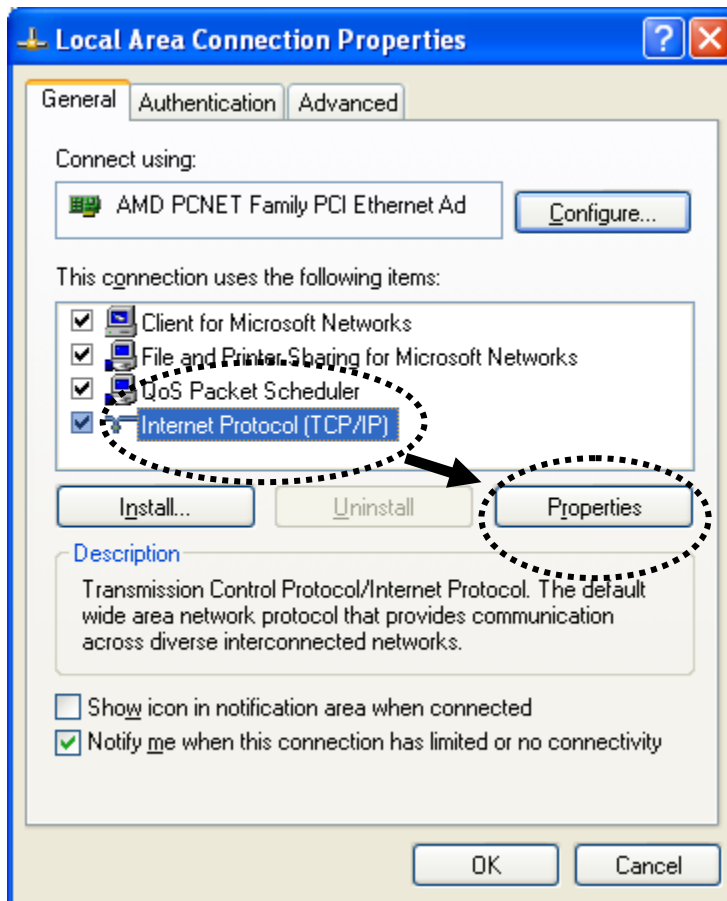 Local Area Connection Properties
General Authentication Advanced
Connect using:
AMD PCNET Family PCI Ethernet Ad
Configure...
This connection uses the following items:
Client for Microsoft Networks
File and Printer Sharing for Microsoft Networks
QoS Packet Scheduler
Internet Protocol (TCP/IP)
Install... Uninstall Properties
Description
Transmission Control Protocol/Internet Protocol. The default
wide area network protocol that provides communication
across diverse interconnected networks.
Show icon in notification area when connected
Notify me when this connection has limited or no connectivity
OK Cancel